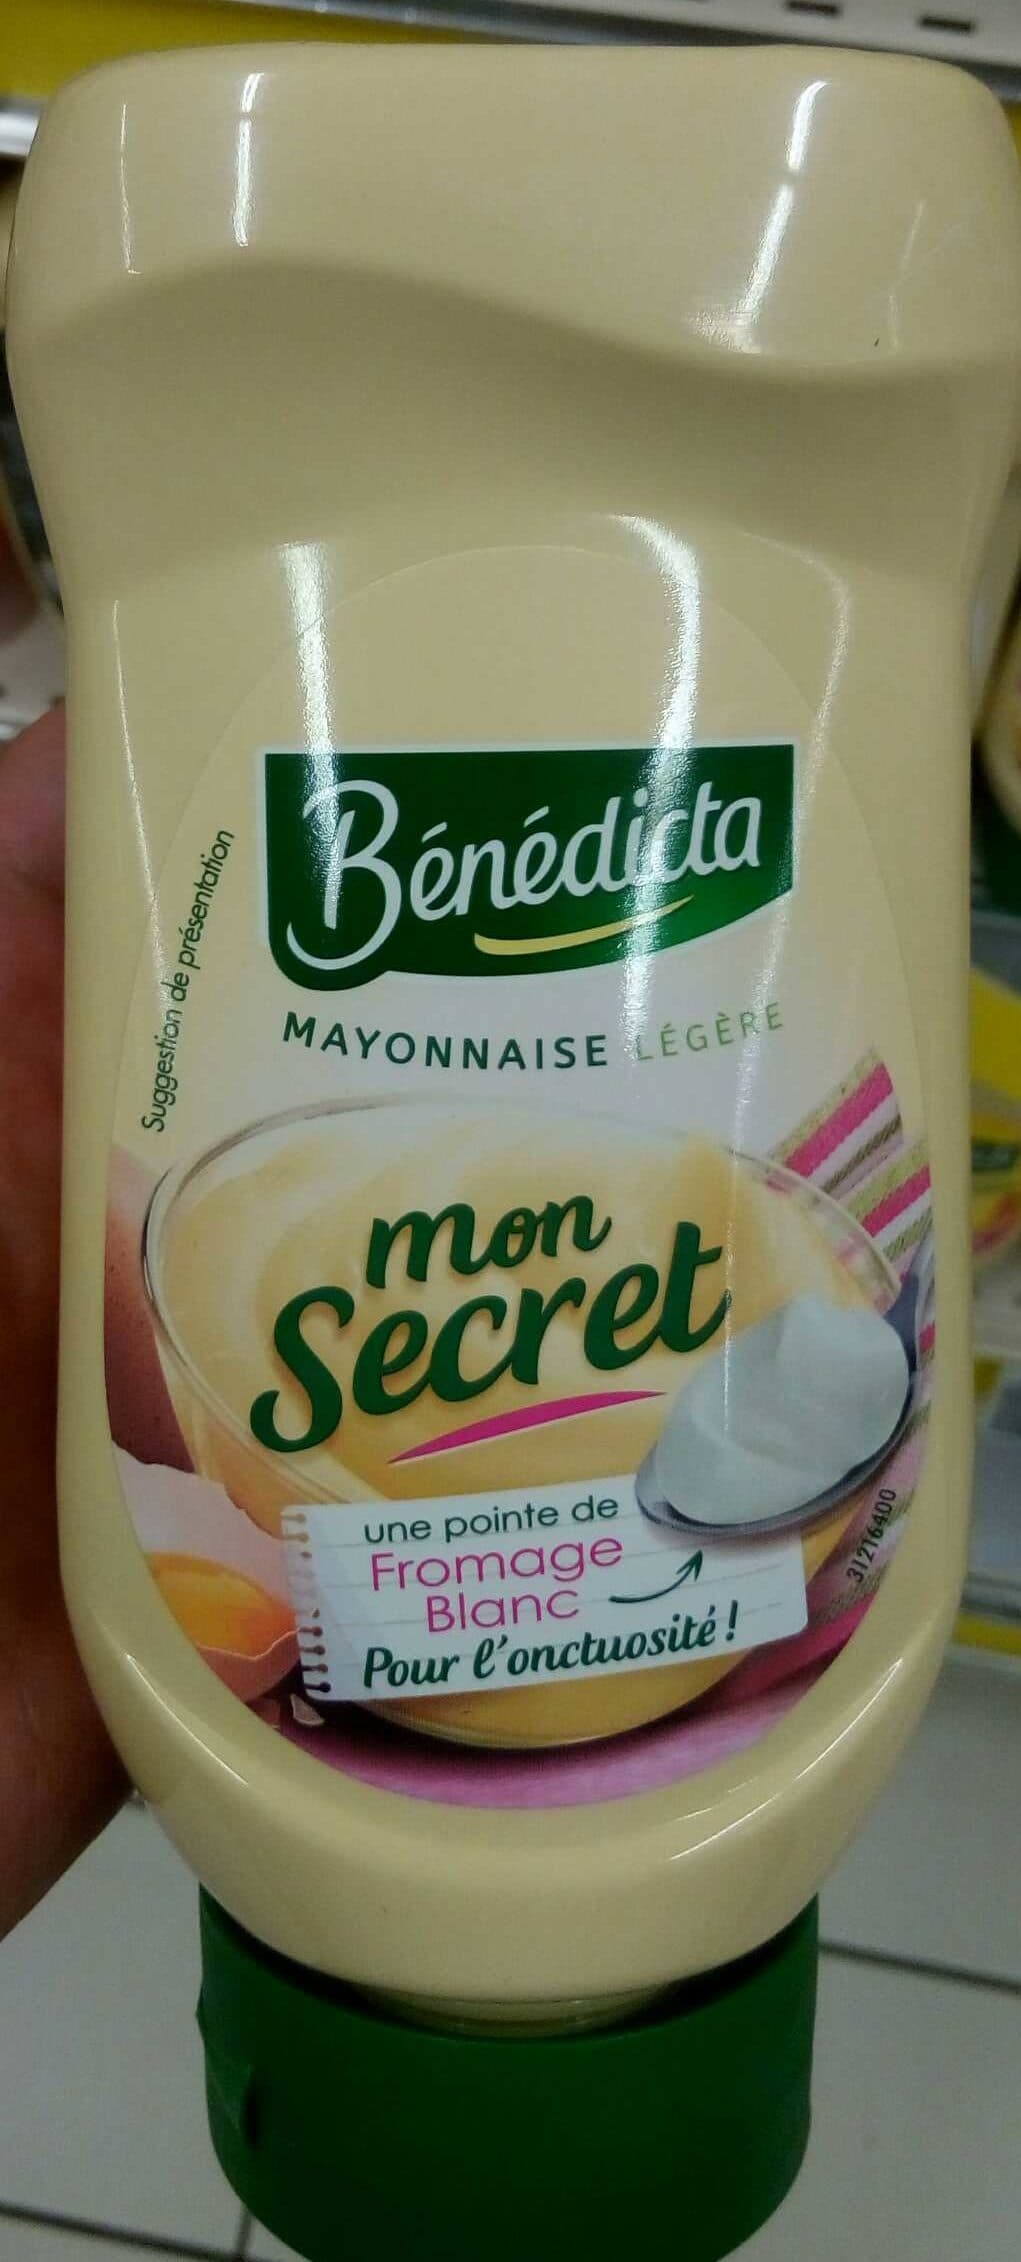 Bénédicta
MAYONNAISE LÉGÈRE
Suggestion de présentation
mon
Secret
une pointe de
Fromage
Blanc
Pour l'onctuosité !
31216400